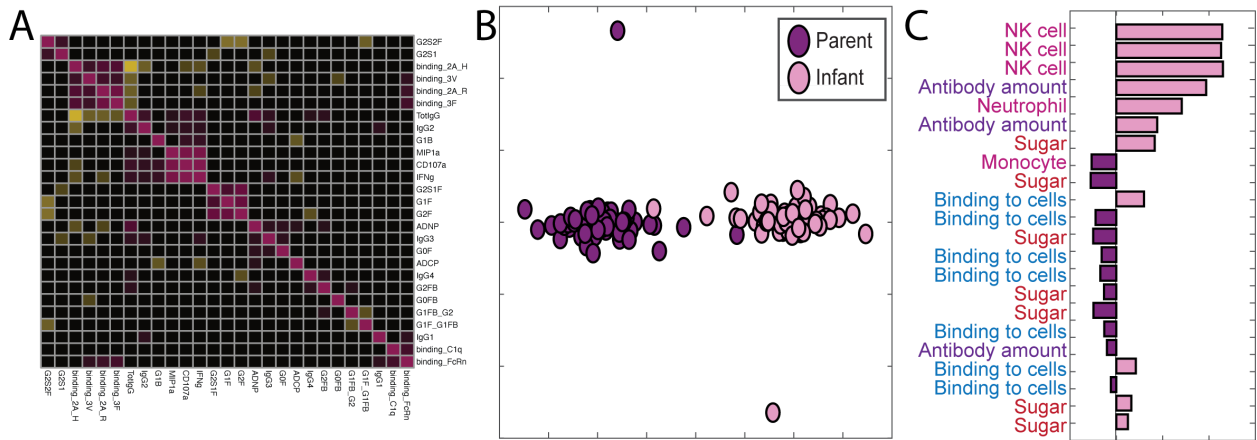 A
G2S2F
G2S1
binding_2A_H
binding_3V
binding_2A_R
binding_3F
TotIgG
IgG2
G1B
MIP1a
CD107a
IFNg
G2S1F
G1F
G2F
ADNP
IgG3
G0F
ADCP
IgG4
G2FB
G0FB
G1FB_G2
G1F_G1FB
IgG1
binding_C1q
binding_FcRn
G2S2F
G2S1
binding_2A_H
binding_3V
binding_2A_R
binding_3F
TotIgG
IgG2
G1B
MIP1a
CD107a
IFNg
G2S1F
G1F
G2F
ADNP
IgG3
G0F
ADCP
IgG4
G2FB
G0FB
G1FB_G2
G1F_G1FB
IgG1
binding_C1q
binding_FcRn
B
Parent
Infant
C
NK cell
NK cell
NK cell
Antibody amount
Neutrophil
Antibody amount
Sugar
Monocyte
Sugar
Binding to cells
Binding to cells
Sugar
Binding to cells
Binding to cells
Sugar
Sugar
Binding to cells
Antibody amount
Binding to cells
Binding to cells
Sugar
Sugar